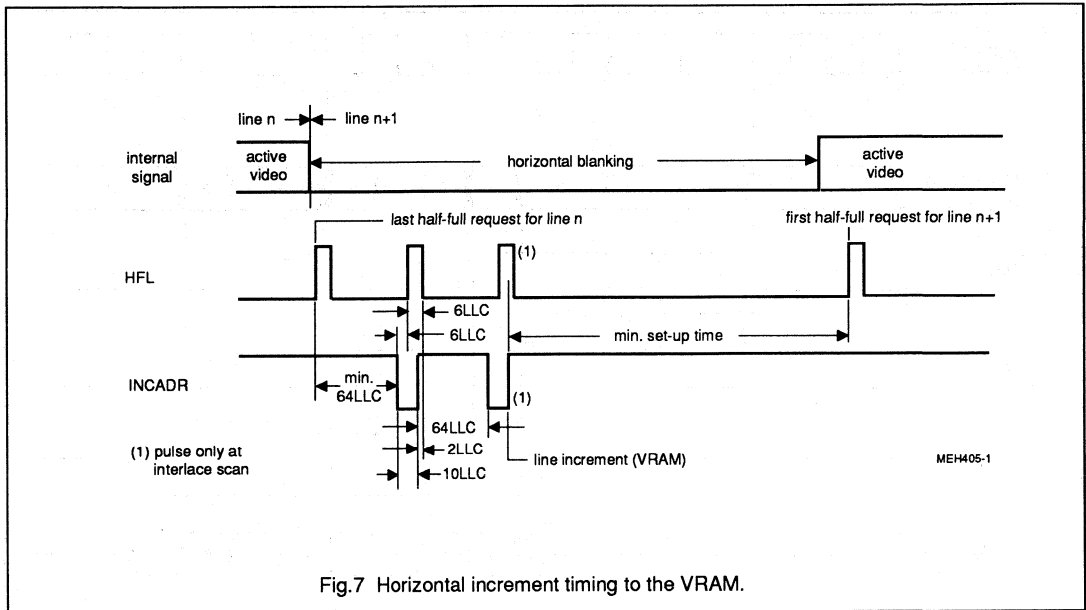 line n
line n+1
internal
signal
active
video
horizontal blanking
active
video
last half-full request for line n
first half-full request for line n+1
HFL
(1)
6LLC
6LLC
min. set-up time
INCADR
min.
64LLC
(1)
64LLC
(1) pulse only at
interlace scan
2LLC
line increment (VRAM)
10LLC
MEH405-1
Fig.7 Horizontal increment timing to the VRAM.